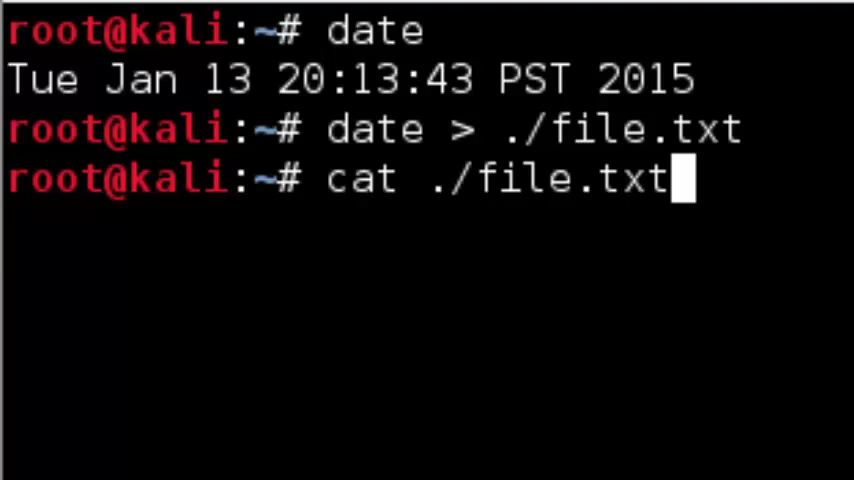 root@kali:~# date
Tue Jan 13 20:13:43 PST 2015
root@kali:~# date > ./file.txt
root@kali:~# cat ./file.txt